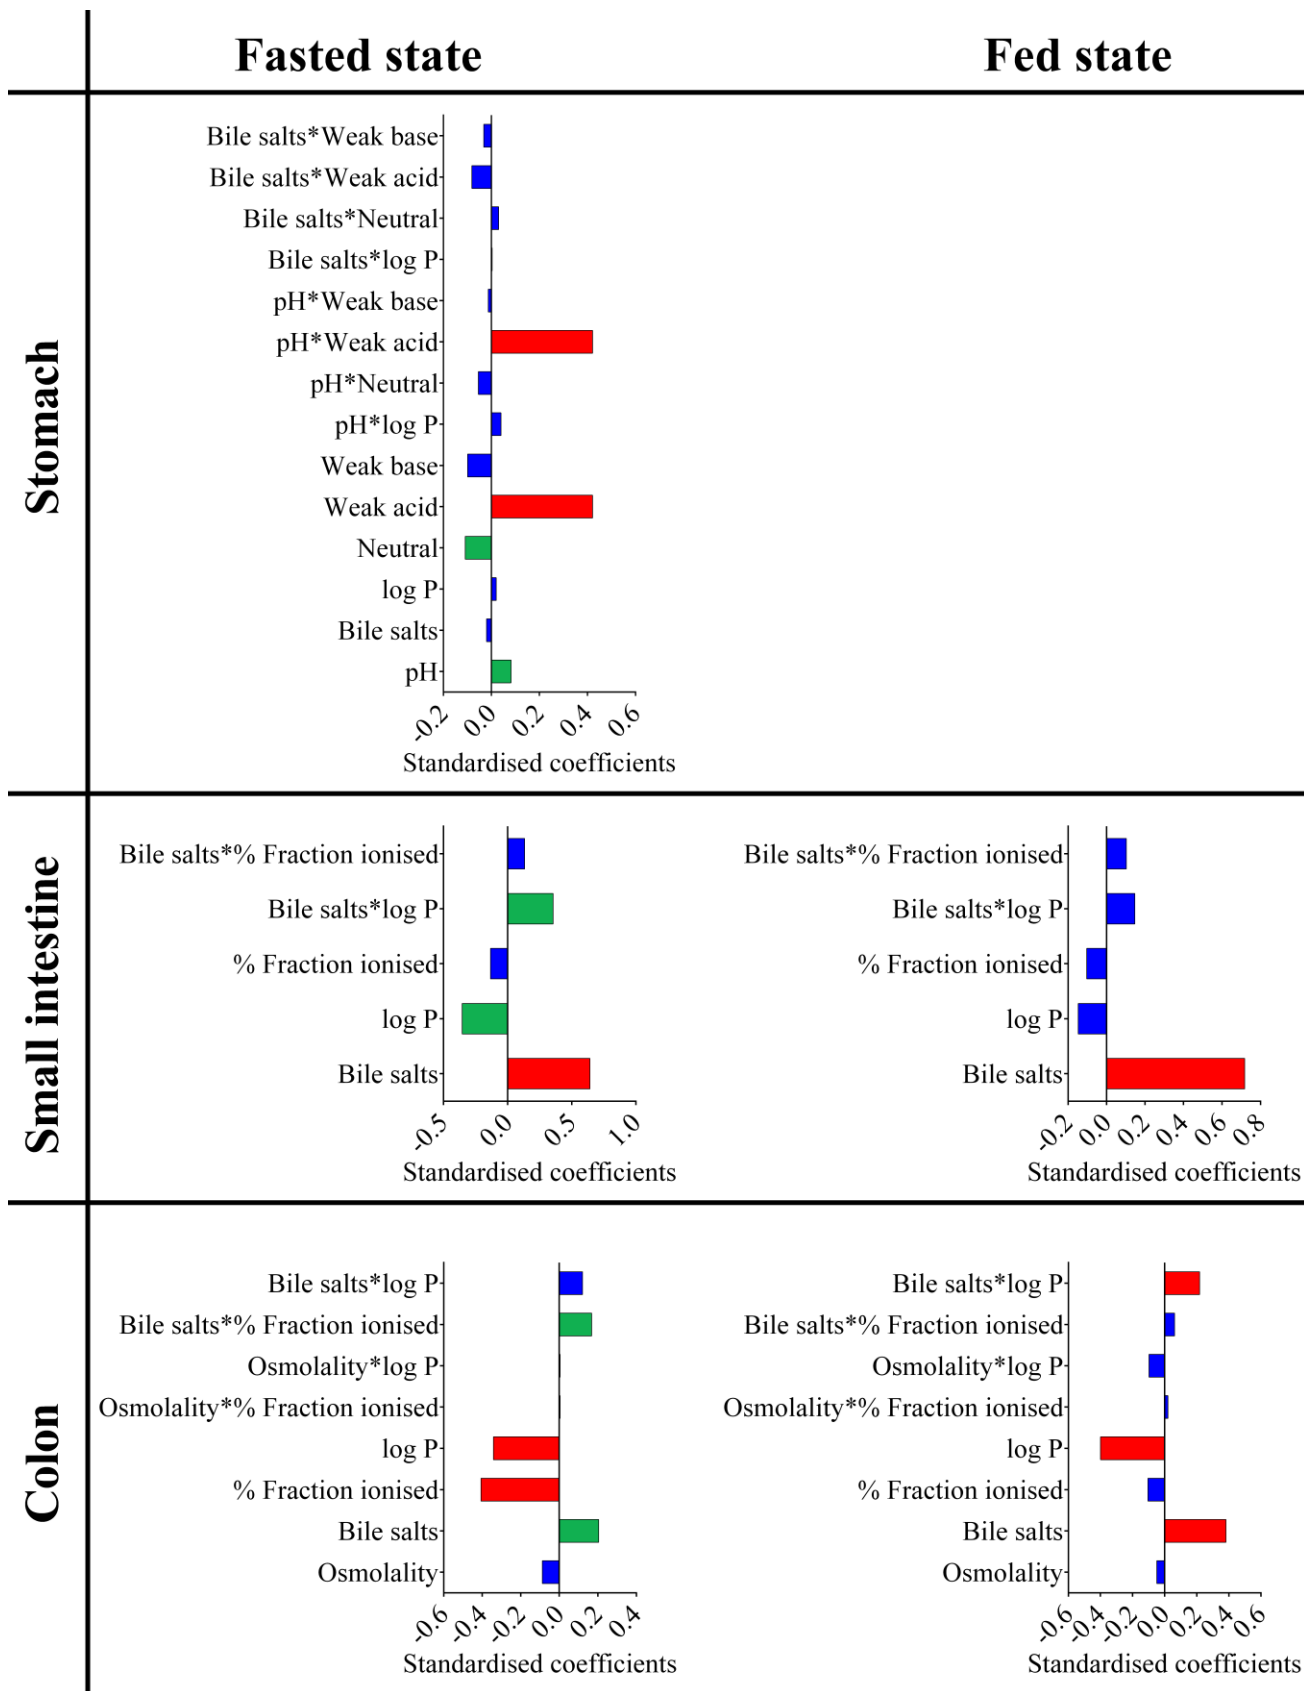 Fasted state
Fed state
Stomach
Bile salts*Weak base
Bile salts*Weak acid
Bile salts*Neutral
Bile salts*log P
pH*Weak base
pH*Weak acid
pH*Neutral
pH*log P
Weak base
Weak acid
Neutral
log P
Bile salts
pH
-0.2 0.0 0.2 0.4 0.6
Standardised coefficients
Small intestine
Bile salts*% Fraction ionised
Bile salts*log P
% Fraction ionised
log P
Bile salts
-0.5 0.0 0.5 1.0
Standardised coefficients
Bile salts*% Fraction ionised
Bile salts*log P
% Fraction ionised
log P
Bile salts
-0.2 0.0 0.2 0.4 0.6 0.8
Standardised coefficients
Colon
Bile salts*log P
Bile salts*% Fraction ionised
Osmolality*log P
Osmolality*% Fraction ionised
log P
% Fraction ionised
Bile salts
Osmolality
-0.6 -0.4 -0.2 0.0 0.2 0.4
Standardised coefficients
Bile salts*log P
Bile salts*% Fraction ionised
Osmolality*log P
Osmolality*% Fraction ionised
log P
% Fraction ionised
Bile salts
Osmolality
-0.6 -0.4 -0.2 0.0 0.2 0.4 0.6
Standardised coefficients